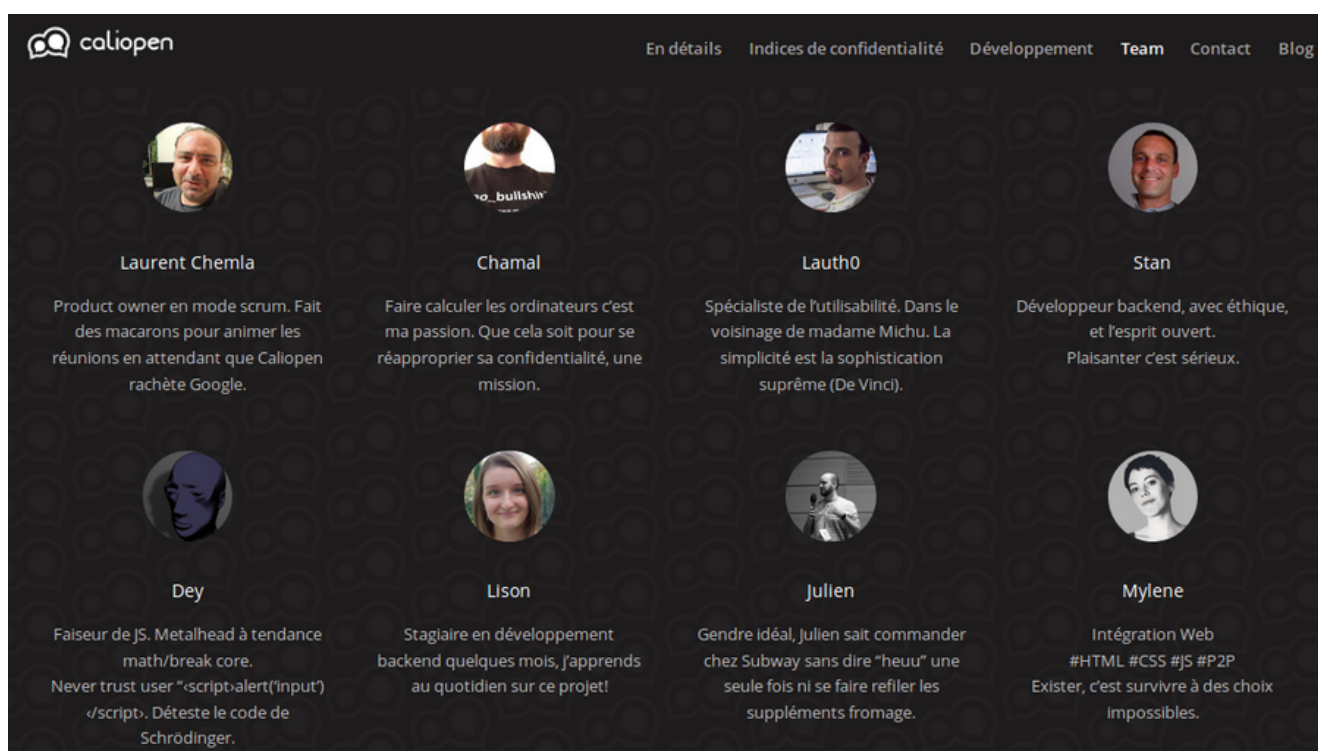 caliopen
En détails Indices de confidentialité Développement Team Contact Blog
no_bullshit
Laurent Chemla
Product owner en mode scrum. Fait
des macarons pour animer les
réunions en attendant que Caliopen
rachète Google.
Chamal
Faire calculer les ordinateurs c’est
ma passion. Que cela soit pour se
réapproprier sa confidentialité, une
mission.
Lauth0
Spécialiste de l’utilisabilité. Dans le
voisinage de madame Michu. La
simplicité est la sophistication
suprême (De Vinci).
Stan
Développeur backend, avec éthique,
et l’esprit ouvert.
Plaisanter c’est sérieux.
Dey
Faiseur de JS. Metalhead à tendance
math/break core.
Never trust user “‹script›alert(‘input’)
‹/script›. Déteste le code de
Schrödinger.
Lison
Stagiaire en développement
backend quelques mois, j’apprends
au quotidien sur ce projet!
Julien
Gendre idéal, Julien sait commander
chez Subway sans dire “heuu” une
seule fois ni se faire refiler les
suppléments fromage.
Mylene
Intégration Web
#HTML #CSS #JS #P2P
Exister, c’est survivre à des choix
impossibles.